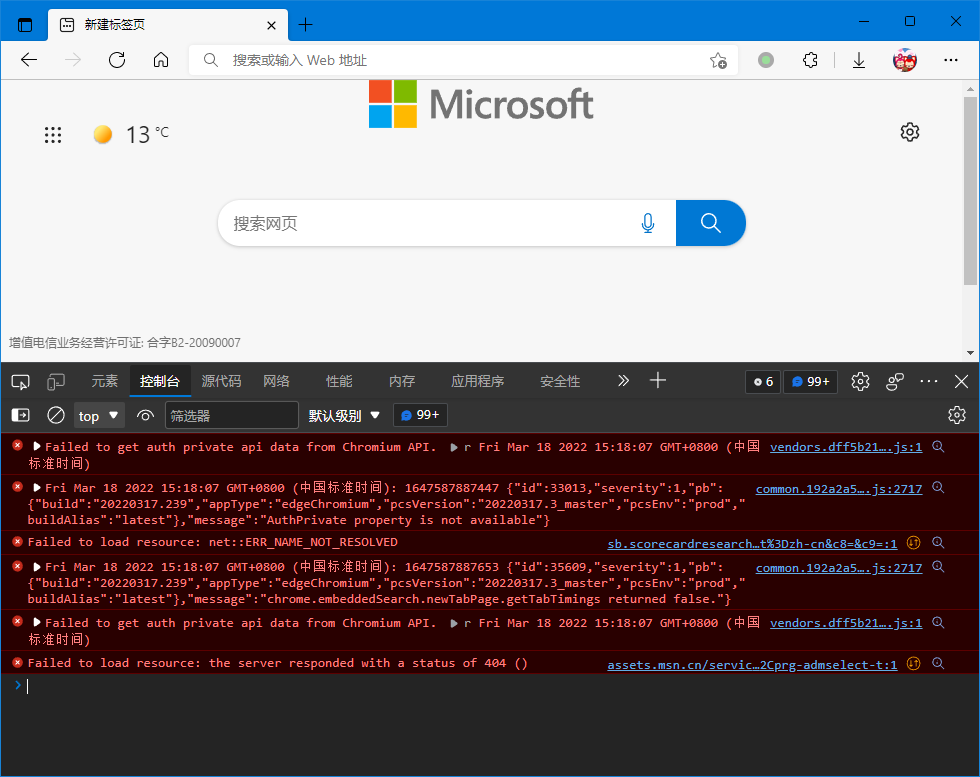 新建标签页
搜索或输入 Web 地址
Microsoft
13 °C
搜索网页
增值电信业务经营许可证: 合字B2-20090007
元素 控制台 源代码 网络 性能 内存 应用程序 安全性 6 99+
top 筛选器 默认级别 99+
Failed to get auth private api data from Chromium API. r Fri Mar 18 2022 15:18:07 GMT+0800 (中国 vendors.dff5b21….js:1
标准时间)
Fri Mar 18 2022 15:18:07 GMT+0800 (中国标准时间): 1647587887447 {"id":33013,"severity":1,"pb": common.192a2a5….js:2717
{"build":"20220317.239","appType":"edgeChromium","pcsVersion":"20220317.3_master","pcsEnv":"prod","
buildAlias":"latest"},"message":"AuthPrivate property is not available"}
Failed to load resource: net::ERR_NAME_NOT_RESOLVED sb.scorecardresearch…t%3Dzh-cn&c8=&c9=:1
Fri Mar 18 2022 15:18:07 GMT+0800 (中国标准时间): 1647587887653 {"id":35609,"severity":1,"pb": common.192a2a5….js:2717
{"build":"20220317.239","appType":"edgeChromium","pcsVersion":"20220317.3_master","pcsEnv":"prod","
buildAlias":"latest"},"message":"chrome.embeddedSearch.newTabPage.getTabTimings returned false."}
Failed to get auth private api data from Chromium API. r Fri Mar 18 2022 15:18:07 GMT+0800 (中国 vendors.dff5b21….js:1
标准时间)
Failed to load resource: the server responded with a status of 404 () assets.msn.cn/servic…2Cprg-admselect-t:1